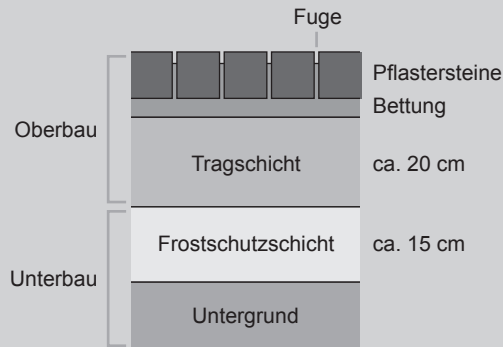 Fuge
Pflastersteine
Bettung
Oberbau
Tragschicht
ca. 20 cm
Frostschutzschicht
ca. 15 cm
Unterbau
Untergrund